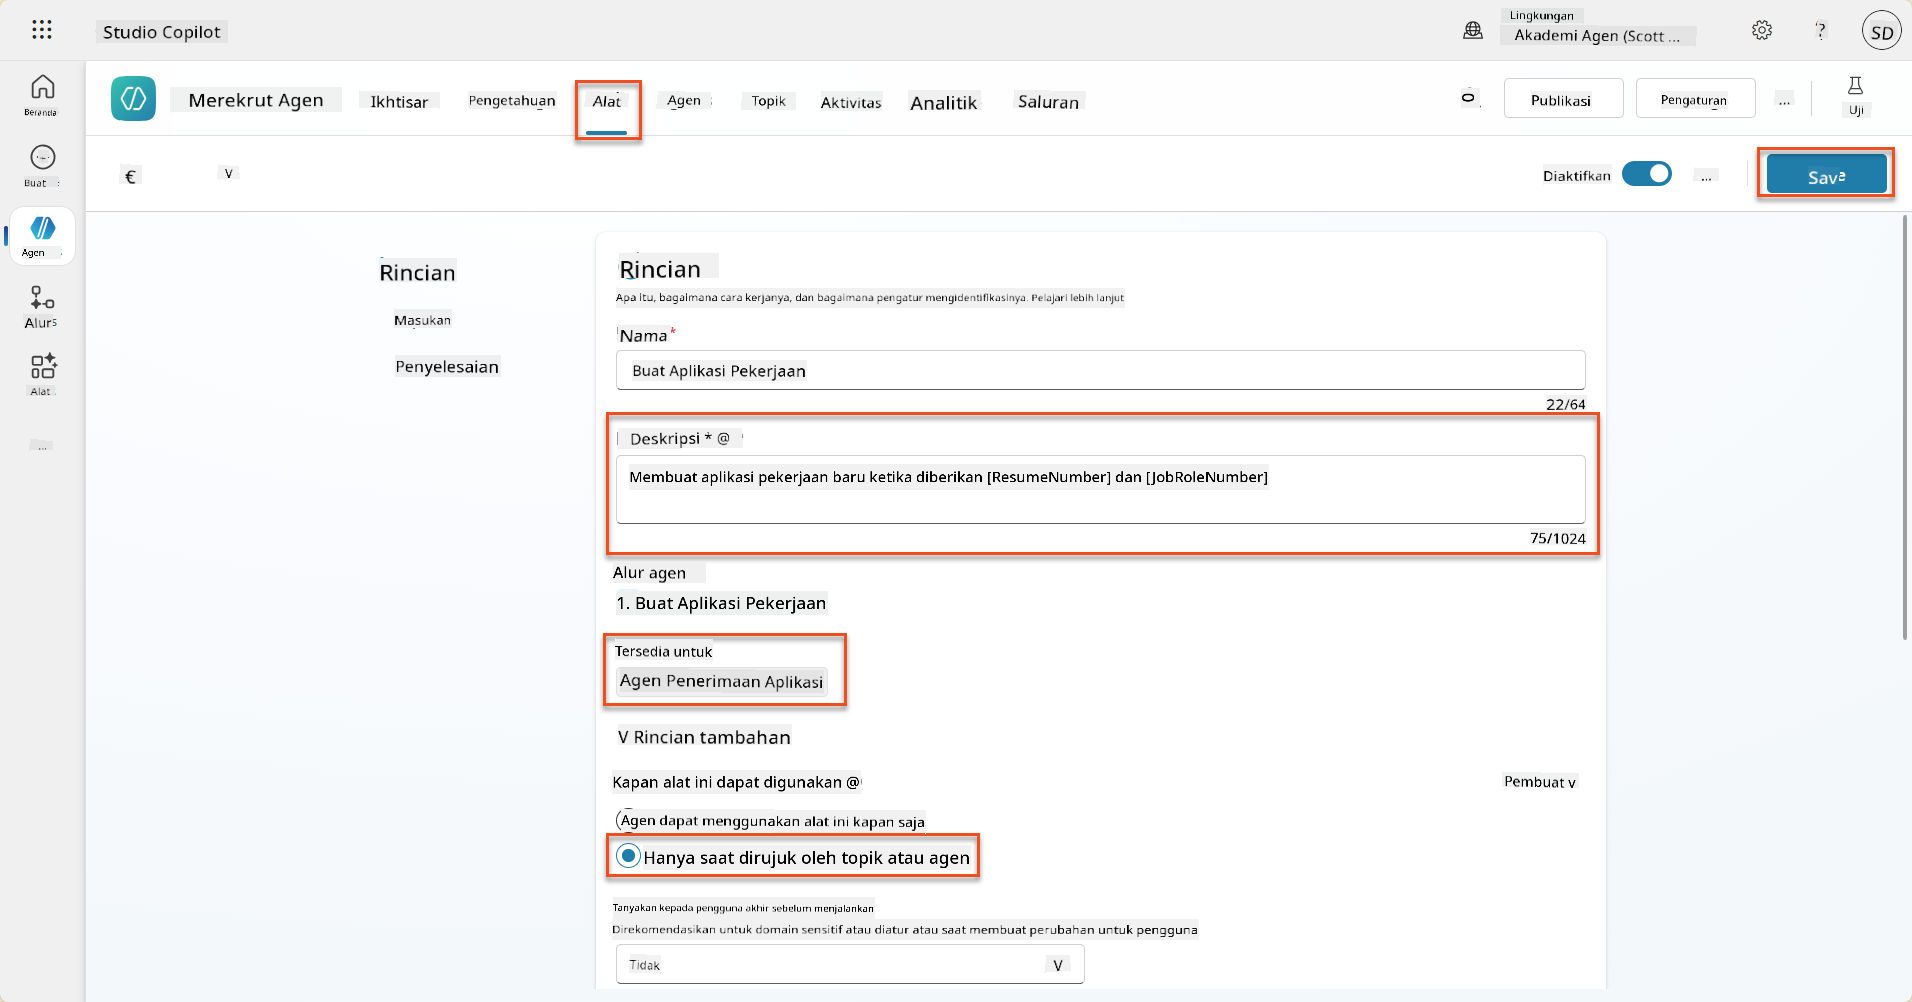 Studio Copilot
Lingkungan
Akademi Agen (Scott ...
?
SD
Beranda
Merekrut Agen
Ikhtisar
Pengetahuan
Alat
Agen
Topik
Aktivitas
Analitik
Saluran
Publikasi
Pengaturan
...
Uji
Buat
€
V
Diaktifkan
...
Save
Agen
Alur
Alat
...
Rincian
Masukan
Penyelesaian
Rincian
Apa itu, bagaimana cara kerjanya, dan bagaimana pengatur mengidentifikasinya. Pelajari lebih lanjut
Nama *
Buat Aplikasi Pekerjaan
22/64
Deskripsi * @
Membuat aplikasi pekerjaan baru ketika diberikan [ResumeNumber] dan [JobRoleNumber]
75/1024
Alur agen
1. Buat Aplikasi Pekerjaan
Tersedia untuk
Agen Penerimaan Aplikasi
V Rincian tambahan
Kapan alat ini dapat digunakan @
Pembuat v
Agen dapat menggunakan alat ini kapan saja
Hanya saat dirujuk oleh topik atau agen
Tanyakan kepada pengguna akhir sebelum menjalankan
Direkomendasikan untuk domain sensitif atau diatur atau saat membuat perubahan untuk pengguna
Tidak
V